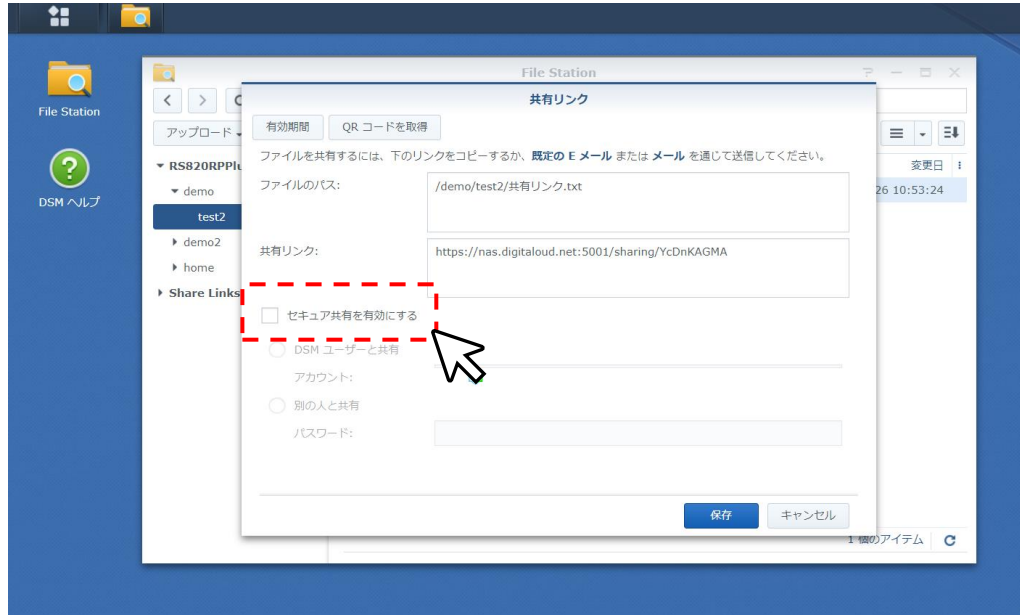 File Station
File Station
DSM ヘルプ
アップロード
RS820RPPlu
demo
test2
demo2
home
Share Links
変更日
26 10:53:24
共有リンク
有効期間
QR コードを取得
ファイルを共有するには、下のリンクをコピーするか、既定の E メール または メール を通じて送信してください。
ファイルのパス:
/demo/test2/共有リンク.txt
共有リンク:
https://nas.digitaloud.net:5001/sharing/YcDnKAGMA
セキュア共有を有効にする
DSM ユーザーと共有
アカウント:
別の人と共有
パスワード:
保存
キャンセル
1 個のアイテム